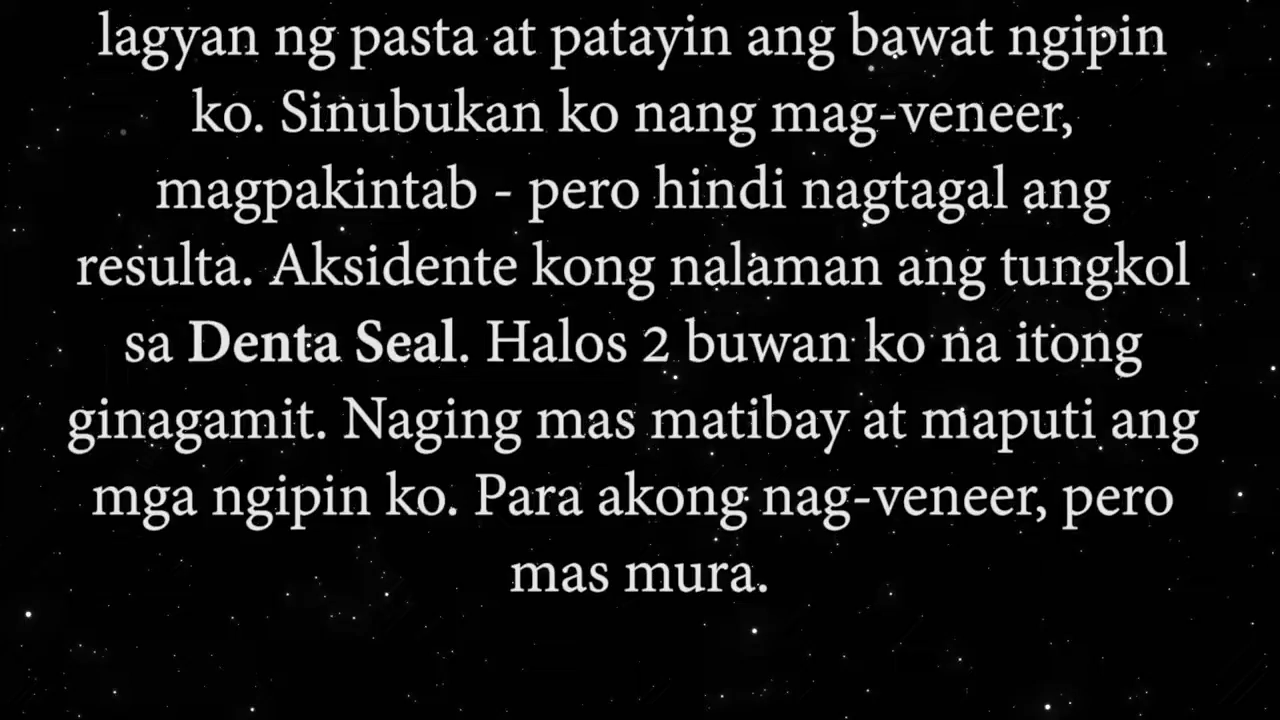 lagyan ng pasta at patayin ang bawat ngipin
ko. Sinubukan ko nang mag-veneer,
magpakintab - pero hindi nagtagal ang
resulta. Aksidente kong nalaman ang tungkol
sa Denta Seal. Halos 2 buwan ko na itong
ginagamit. Naging mas matibay at maputi ang
mga ngipin ko. Para akong nag-veneer, pero
mas mura.